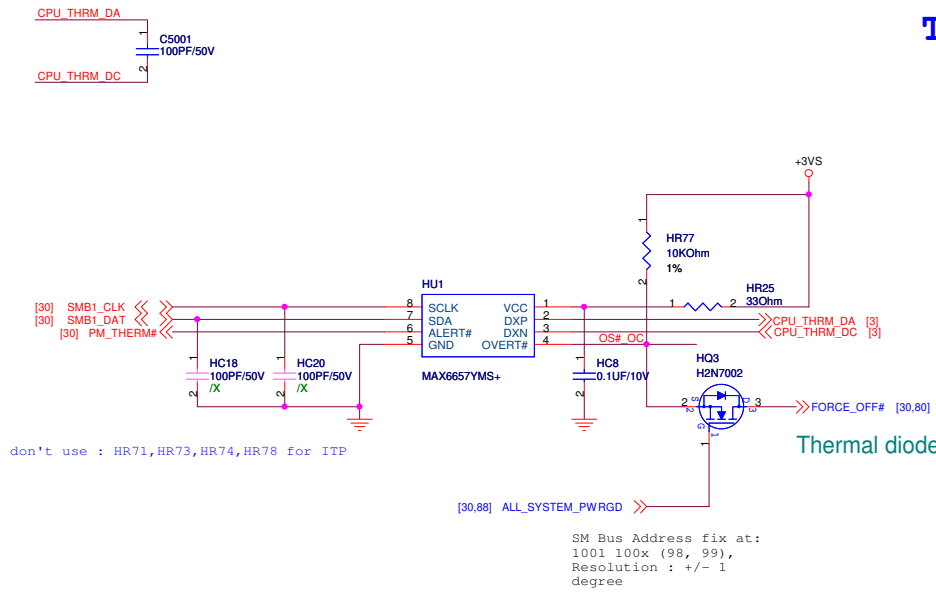 CPU_THRM_DA
1
C5001
100PF/50V
2
CPU_THRM_DC
T
+3VS
1
HR77
10KOhm
1%
2
HR25
33Ohm
1
2
HU1
[30] SMB1_CLK
[30] SMB1_DAT
[30] PM_THERM#
8
7
6
5
SCLK
SDA
ALERT#
GND
VCC
DXP
DXN
OVERT#
1
2
3
4
MAX6657YMS+
OS#_OC
CPU_THRM_DA [3]
CPU_THRM_DC [3]
1
HC18
100PF/50V
/X
2
1
HC20
100PF/50V
/X
2
1
HC8
0.1UF/10V
2
HQ3
H2N7002
2
S
2
D
3
3
G
1
1
FORCE_OFF# [30,80]
Thermal diode
don't use : HR71,HR73,HR74,HR78 for ITP
[30,88] ALL_SYSTEM_PWRGD
SM Bus Address fix at:
1001 100x (98, 99),
Resolution : +/- 1
degree